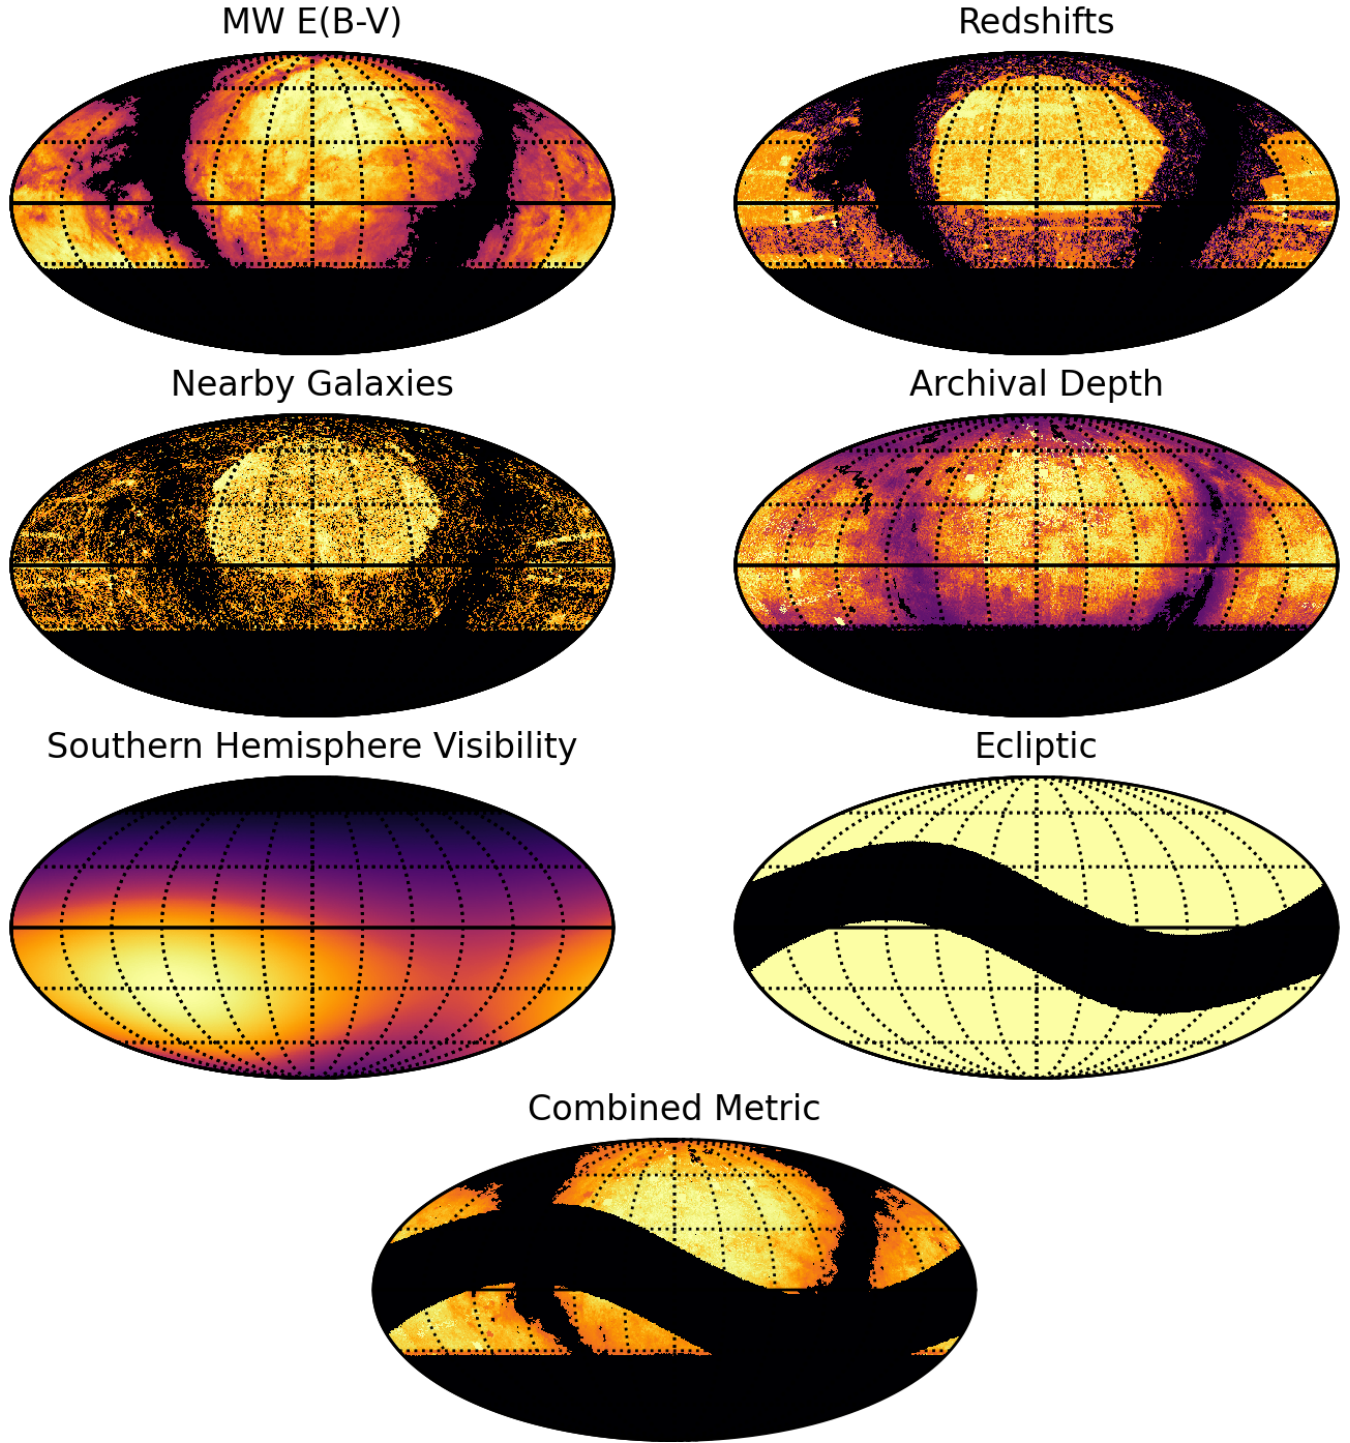 MW E(B-V)
Redshifts
Nearby Galaxies
Archival Depth
Southern Hemisphere Visibility
Ecliptic
Combined Metric